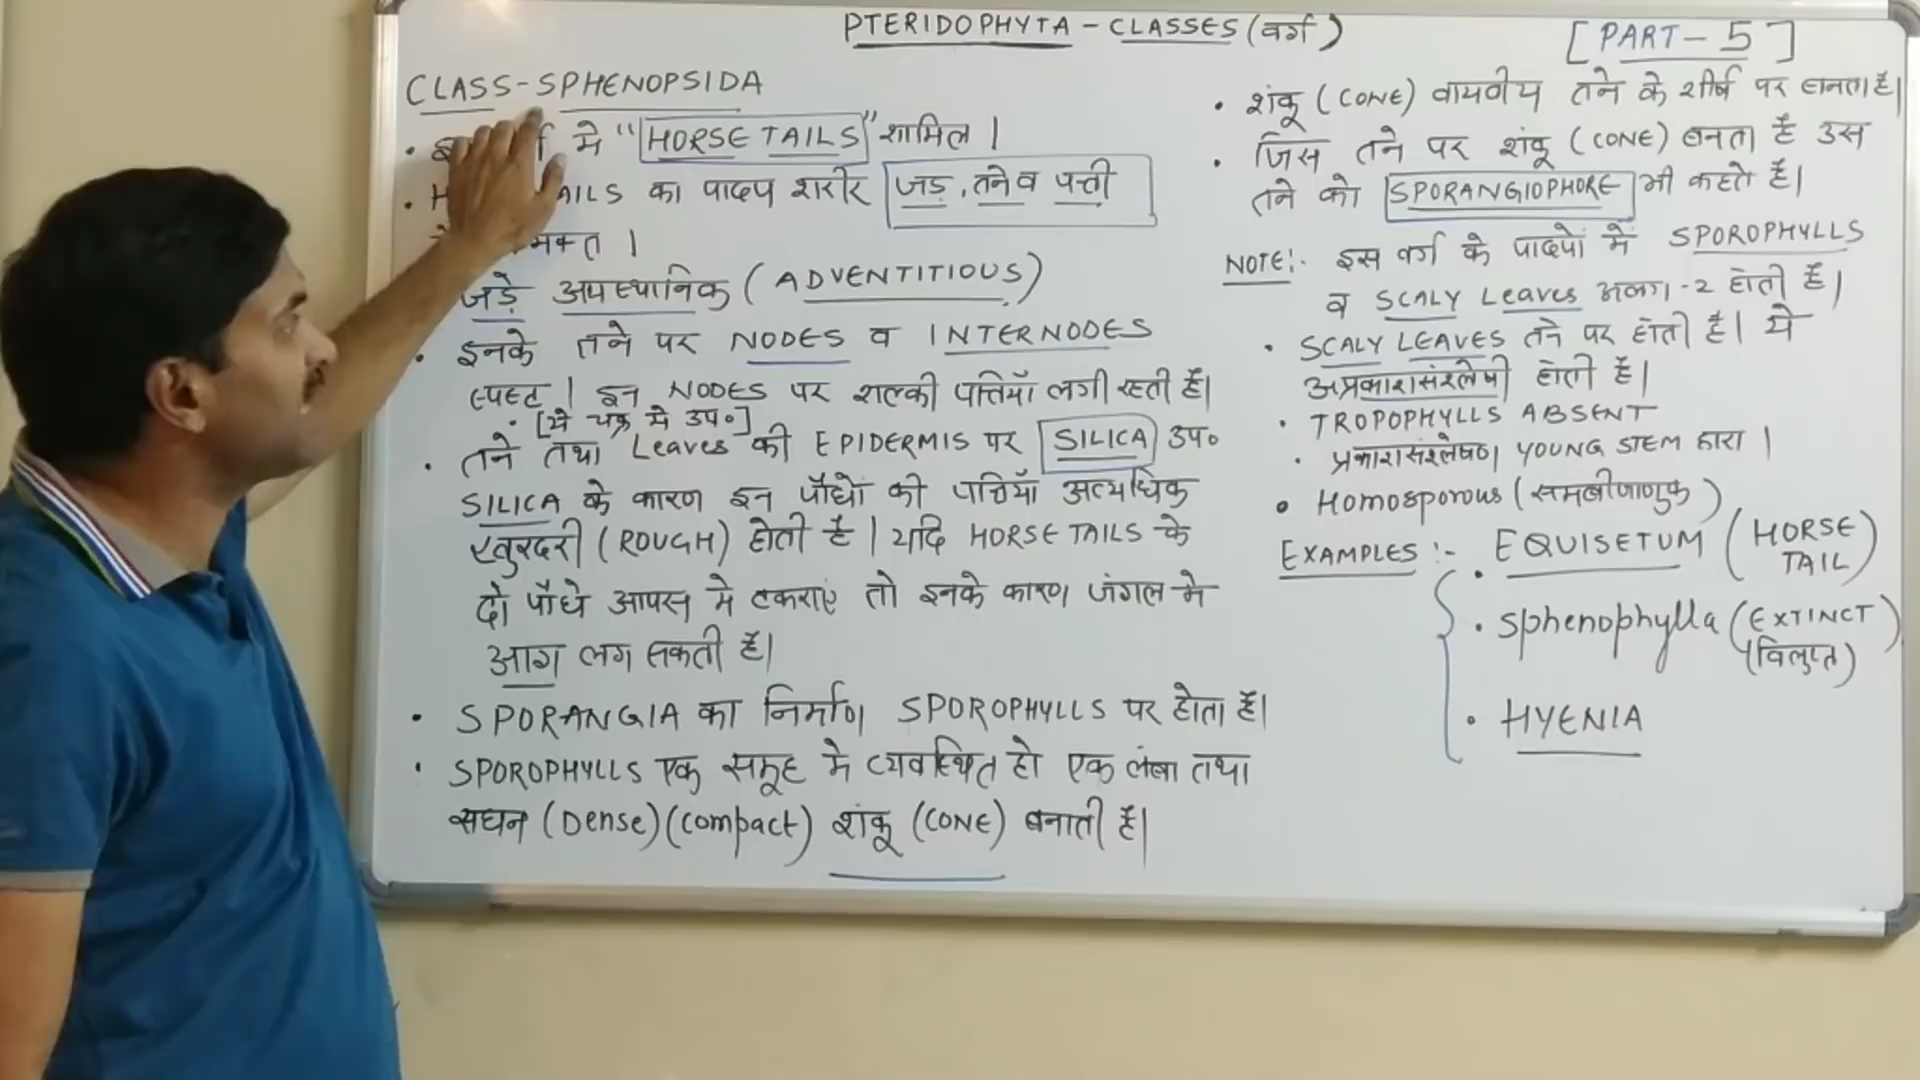 PTERIDOPHYTA - CLASSES (वर्ग)
[PART - 5]
CLASS-SPHENOPSIDA
• में "HORSE TAILS" शामिल।
• का पादप शरीर जड़, तने व पत्ती
।
जड़े अपस्थानिक (ADVENTITIOUS)
• इनके तने पर NODES व INTERNODES
स्पष्ट। इन NODES पर शल्की पत्तियाँ लगी रहती हैं।
• [ये चक्र में उप०]
• तने तथा Leaves की EPIDERMIS पर SILICA उप०
SILICA के कारण इन पौधों की पत्तियाँ अत्यधिक
खुरदरी (ROUGH) होती है। यदि HORSE TAILS के
दो पौधे आपस में टकराएं तो इनके कारण जंगल में
आग लग सकती है।
• SPORANGIA का निर्माण SPOROPHYLLS पर होता है।
• SPOROPHYLLS एक समूह में व्यवस्थित हो एक लंबा तथा
सघन (Dense) (Compact) शंकू (CONE) बनाती हैं।
• शंकू (CONE) वायवीय तने के शीर्ष पर बनता है।
• जिस तने पर शंकू (CONE) बनता है उस
तने को SPORANGIOPHORE भी कहते हैं।
NOTE:- इस वर्ग के पादपों में SPOROPHYLLS
व SCALY Leaves अलग-2 होती हैं।
• SCALY LEAVES तने पर होती है। ये
अप्रकाशसंश्लेषी होती हैं।
• TROPOPHYLLS ABSENT
• प्रकाशसंश्लेषण YOUNG STEM द्वारा।
• Homosporous (समबीजाणुक)
EXAMPLES :-
• EQUISETUM (HORSE
TAIL)
• Sphenophylla (EXTINCT
(विलुप्त)
• HYENIA